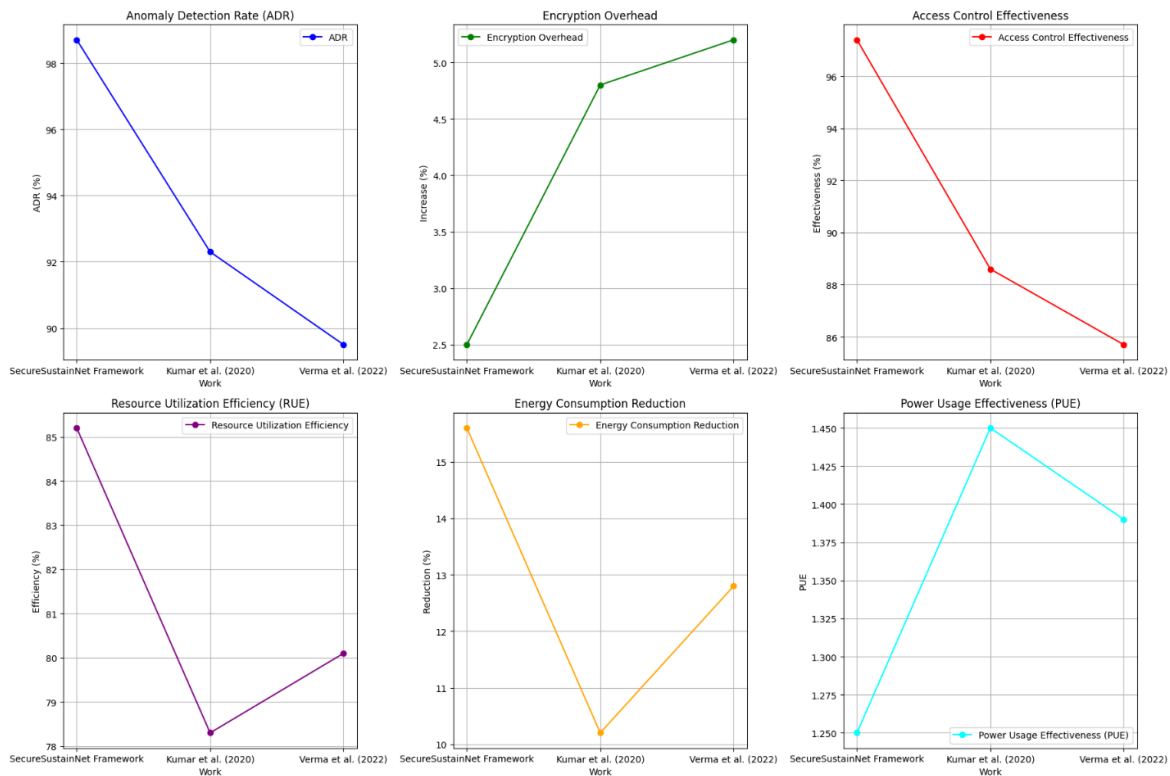 Anomaly Detection Rate (ADR)
ADR
98
96
94
92
90
ADR (%)
SecureSustainNet Framework
Kumar et al. (2020)
Verma et al. (2022)
Work
Encryption Overhead
Encryption Overhead
5.0
4.5
4.0
3.5
3.0
2.5
Increase (%)
SecureSustainNet Framework
Kumar et al. (2020)
Verma et al. (2022)
Work
Access Control Effectiveness
Access Control Effectiveness
96
94
92
90
88
86
Effectiveness (%)
SecureSustainNet Framework
Kumar et al. (2020)
Verma et al. (2022)
Work
Resource Utilization Efficiency (RUE)
Resource Utilization Efficiency
85
84
83
82
81
80
79
78
Efficiency (%)
SecureSustainNet Framework
Kumar et al. (2020)
Verma et al. (2022)
Work
Energy Consumption Reduction
Energy Consumption Reduction
15
14
13
12
11
10
Reduction (%)
SecureSustainNet Framework
Kumar et al. (2020)
Verma et al. (2022)
Work
Power Usage Effectiveness (PUE)
1.450
1.425
1.400
1.375
1.350
1.325
1.300
1.275
1.250
PUE
Power Usage Effectiveness (PUE)
SecureSustainNet Framework
Kumar et al. (2020)
Verma et al. (2022)
Work